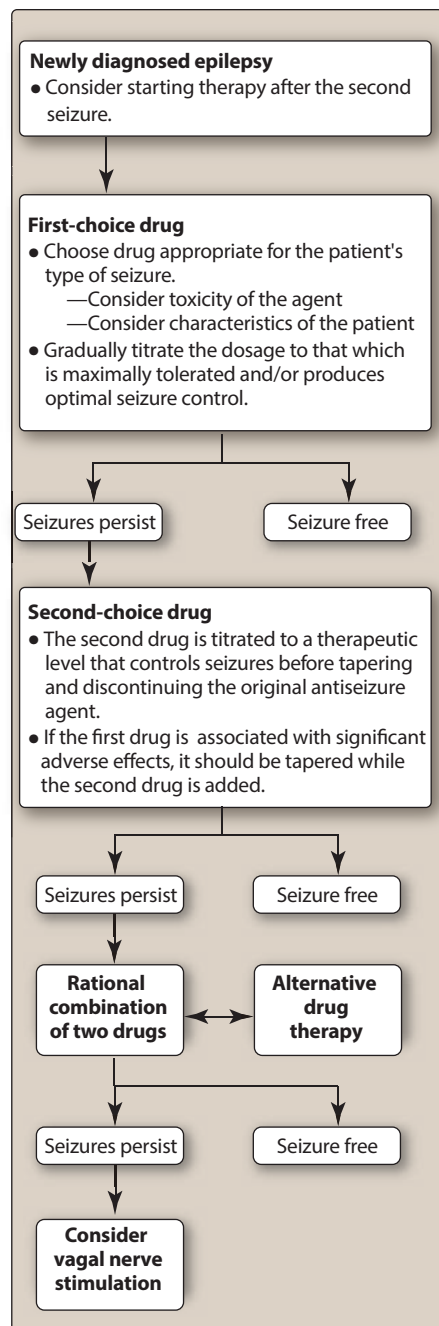 Newly diagnosed epilepsy
● Consider starting therapy after the second
seizure.
First-choice drug
● Choose drug appropriate for the patient's
type of seizure.
—Consider toxicity of the agent
—Consider characteristics of the patient
● Gradually titrate the dosage to that which
is maximally tolerated and/or produces
optimal seizure control.
Seizures persist
Seizure free
Second-choice drug
● The second drug is titrated to a therapeutic
level that controls seizures before tapering
and discontinuing the original antiseizure
agent.
● If the first drug is associated with significant
adverse effects, it should be tapered while
the second drug is added.
Seizures persist
Seizure free
Rational
combination
of two drugs
Alternative
drug
therapy
Seizures persist
Seizure free
Consider
vagal nerve
stimulation